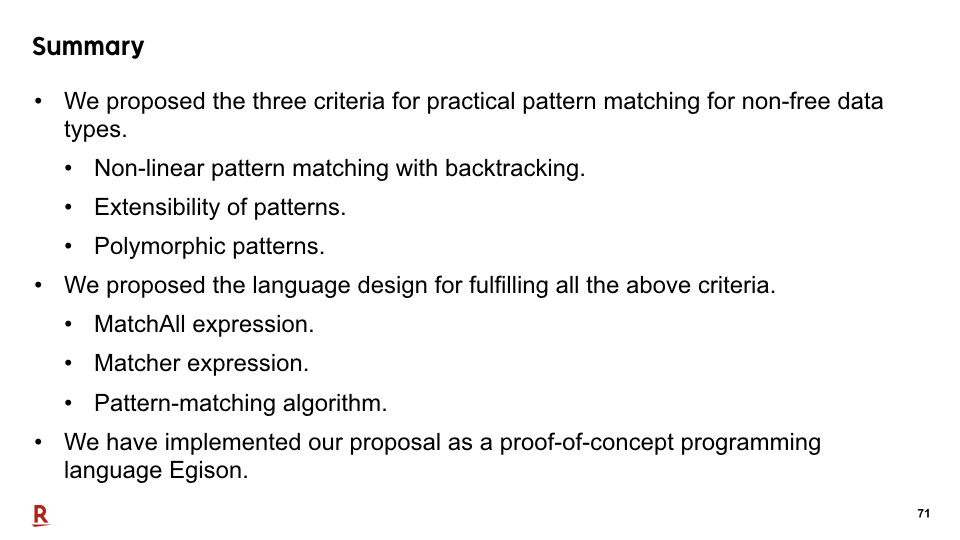 Summary
• We proposed the three criteria for practical pattern matching for non-free data
types.
• Non-linear pattern matching with backtracking.
• Extensibility of patterns.
• Polymorphic patterns.
• We proposed the language design for fulfilling all the above criteria.
• MatchAll expression.
• Matcher expression.
• Pattern-matching algorithm.
• We have implemented our proposal as a proof-of-concept programming
language Egison.
R
71